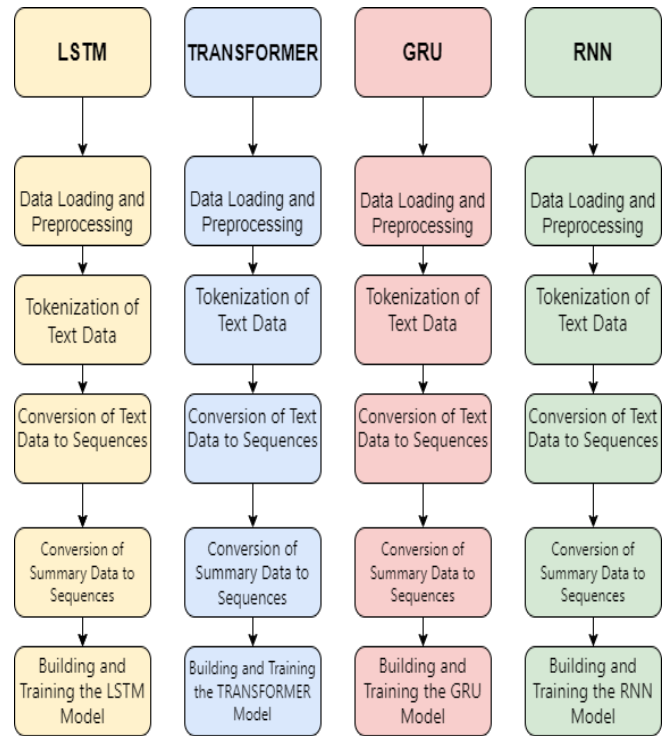 LSTM
TRANSFORMER
GRU
RNN
Data Loading and
Preprocessing
Data Loading and
Preprocessing
Data Loading and
Preprocessing
Data Loading and
Preprocessing
Tokenization of
Text Data
Tokenization of
Text Data
Tokenization of
Text Data
Tokenization of
Text Data
Conversion of Text
Data to Sequences
Conversion of Text
Data to Sequences
Conversion of Text
Data to Sequences
Conversion of Text
Data to Sequences
Conversion of
Summary Data to
Sequences
Conversion of
Summary Data to
Sequences
Conversion of
Summary Data to
Sequences
Conversion of
Summary Data to
Sequences
Building and
Training the LSTM
Model
Building and Training
the TRANSFORMER
Model
Building and
Training the GRU
Model
Building and
Training the RNN
Model